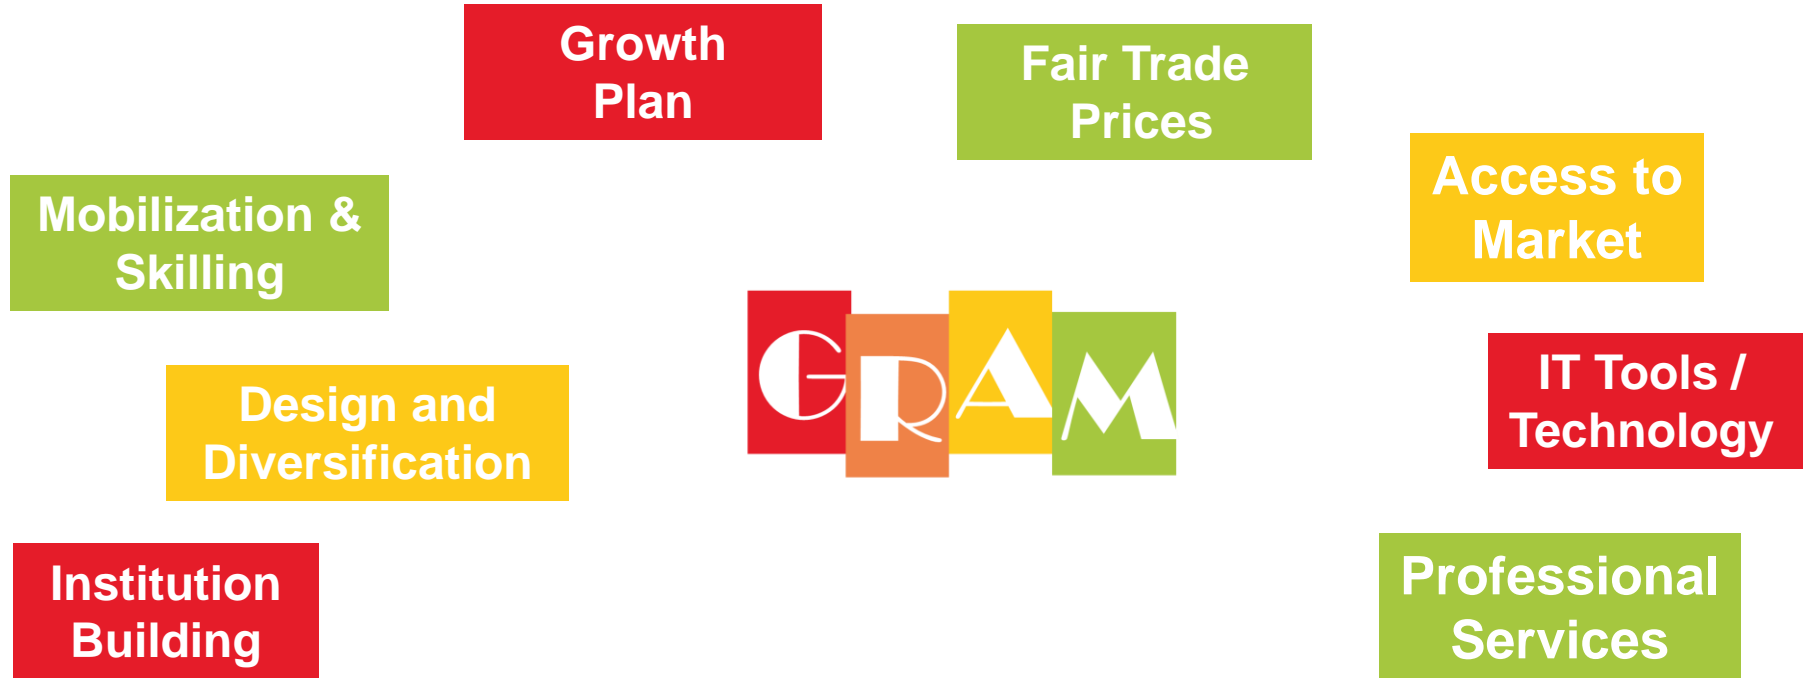 Growth
Plan
Fair Trade
Prices
Access to
Market
Mobilization &
Skilling
GRAM
IT Tools /
Technology
Design and
Diversification
Institution
Building
Professional
Services